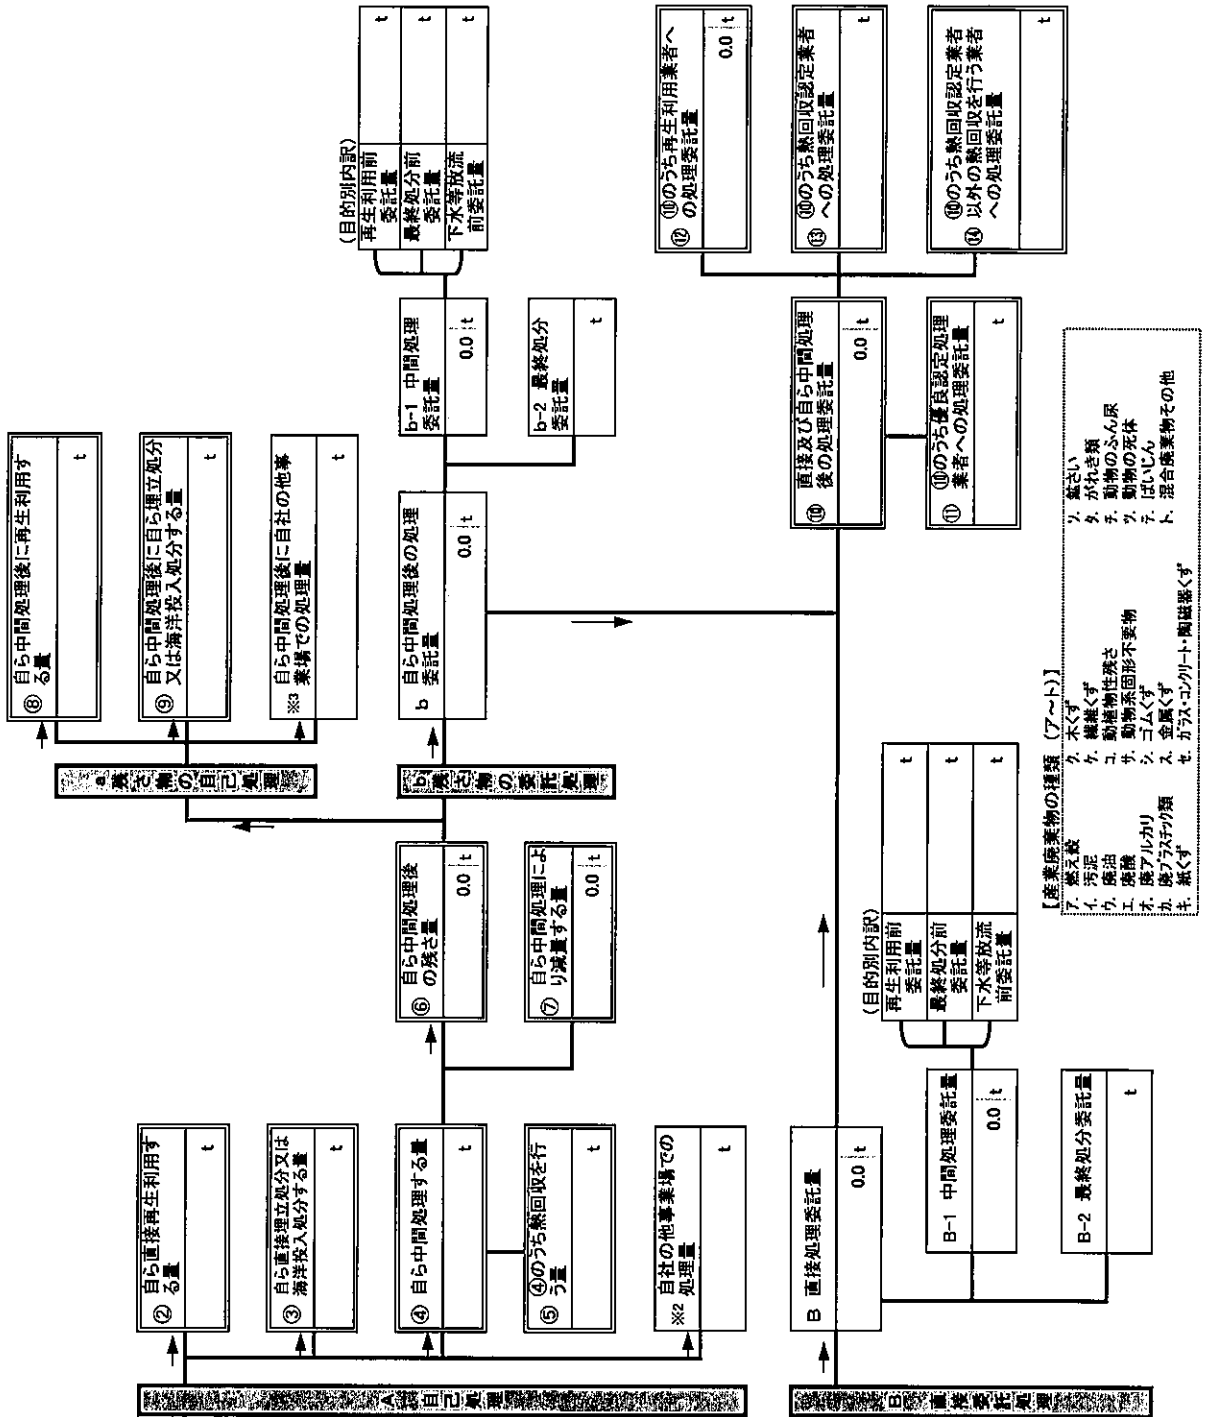 A 自己処理
② 自ら直接再生利用す
る量
t
③ 自ら直接埋立処分又は
海洋投入処分する量
t
④ 自ら中間処理する量
t
⑤ ④のうち熱回収を行
う量
t
※2 自社の他事業場での
処理量
t
⑥ 自ら中間処理後
の残さ量
0.0 t
⑦ 自ら中間処理によ
り減量する量
0.0 t
a 残さ物の自己処理
⑧ 自ら中間処理後に再生利用す
る量
t
⑨ 自ら中間処理後に自ら埋立処分
又は海洋投入処分する量
t
※3 自ら中間処理後に自社の他事
業場での処理量
t
b 残さ物の委託処理
b 自ら中間処理後の処理
委託量
0.0 t
b-1 中間処理
委託量
0.0 t
b-2 最終処分
委託量
t
(目的別内訳)
再生利用前
委託量
t
最終処分前
委託量
t
下水等放流
前委託量
t
B 直接委託処理
B 直接処理委託量
0.0 t
B-1 中間処理委託量
0.0 t
B-2 最終処分委託量
t
(目的別内訳)
再生利用前
委託量
t
最終処分前
委託量
t
下水等放流
前委託量
t
⑩ 直接及び自ら中間処理
後の処理委託量
0.0 t
⑪ ⑩のうち優良認定処理
業者への処理委託量
t
⑫ ⑩のうち再生利用業者へ
の処理委託量
0.0 t
⑬ ⑩のうち熱回収認定業者
への処理委託量
t
⑭ ⑩のうち熱回収認定業者
以外の熱回収を行う業者
への処理委託量
t
【産業廃棄物の種類 (ア~ト)】
ア. 燃え殻
イ. 汚泥
ウ. 廃油
エ. 廃酸
オ. 廃アルカリ
カ. 廃プラスチック類
キ. 紙くず
ク. 木くず
ケ. 繊維くず
コ. 動植物性残さ
サ. 動物系固形不要物
シ. ゴムくず
ス. 金属くず
セ. ガラス・コンクリート・陶磁器くず
ソ. 鉱さい
タ. がれき類
チ. 動物のふん尿
ツ. 動物の死体
テ. ばいじん
ト. 混合廃棄物その他